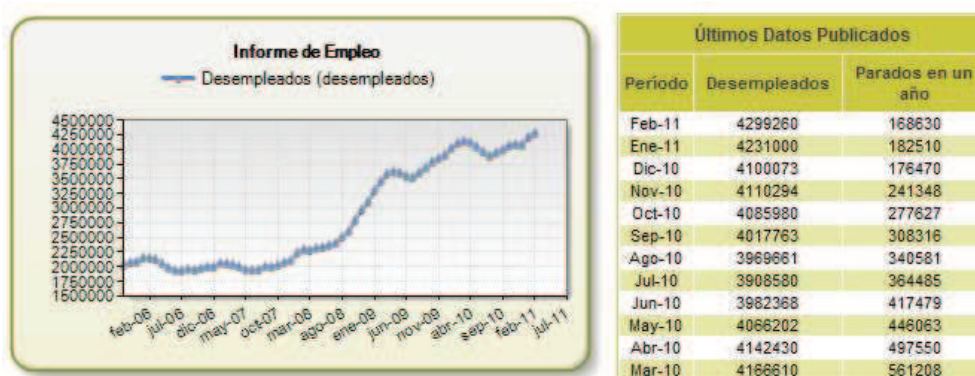 Informe de Empleo
Desempleados (desempleados)
4500000
4250000
4000000
3750000
3500000
3250000
3000000
2750000
2500000
2250000
2000000
1750000
1500000
feb-06 jul-06 dic-06 may-07 oct-07 mar-08 ago-08 ene-09 jun-09 nov-09 abr-10 sep-10 feb-11 jul-11
Últimos Datos Publicados
Período Desempleados Parados en un año
Feb-11 4299260 168630
Ene-11 4231000 182510
Dic-10 4100073 176470
Nov-10 4110294 241348
Oct-10 4085980 277627
Sep-10 4017763 308316
Ago-10 3969661 340581
Jul-10 3908580 364485
Jun-10 3982368 417479
May-10 4066202 446063
Abr-10 4142430 497550
Mar-10 4166610 561208